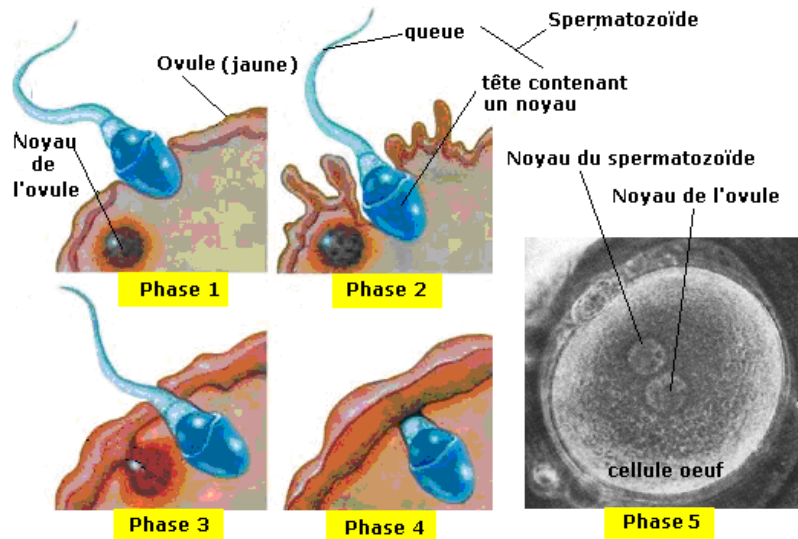 queue
Spermatozoïde
Ovule (jaune)
tête contenant
un noyau
Noyau
de
l'ovule
Noyau du spermatozoïde
Noyau de l'ovule
Phase 1
Phase 2
cellule oeuf
Phase 3
Phase 4
Phase 5